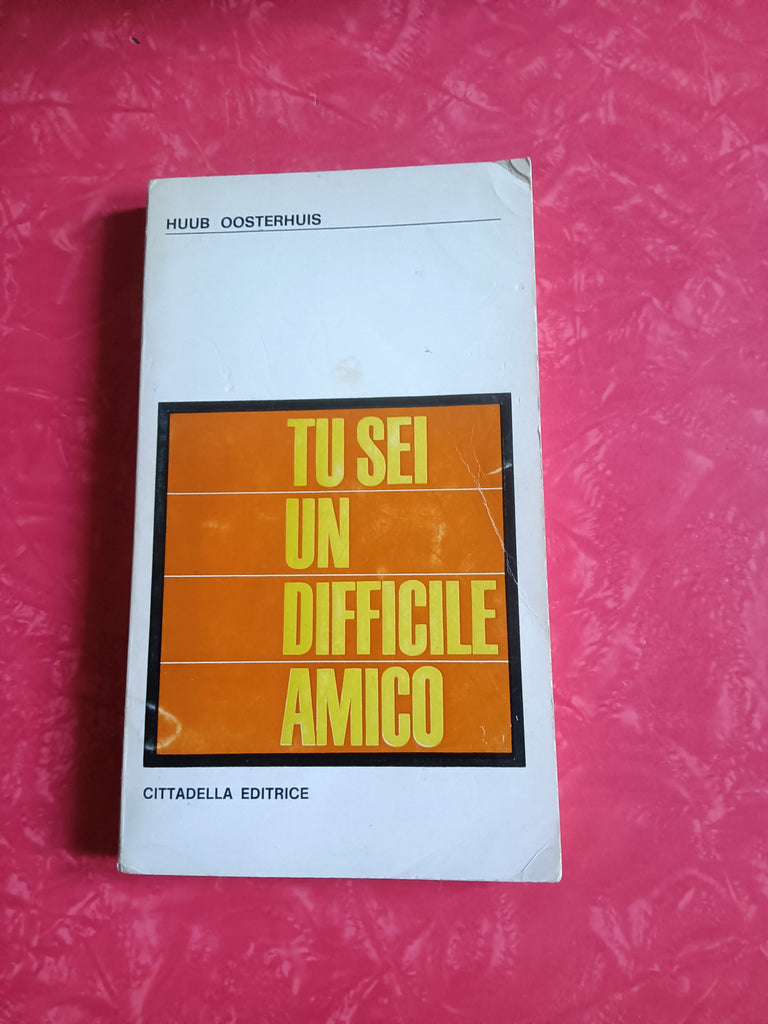 HUUB OOSTERHUIS
TU SEI
UN
DIFFICILE
AMICO
CITTADELLA EDITRICE